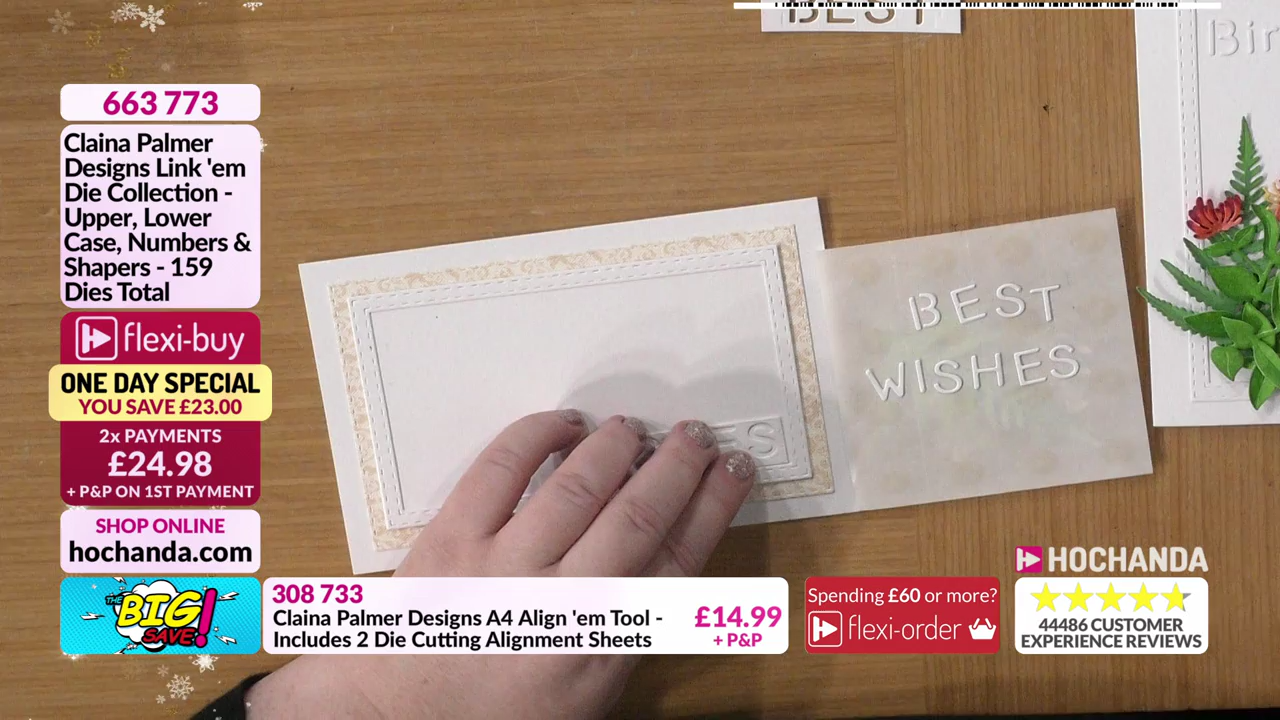 BEST
Bir
663 773
Claina Palmer
Designs Link 'em
Die Collection -
Upper, Lower
Case, Numbers &
Shapers - 159
Dies Total
flexi-buy
ONE DAY SPECIAL
YOU SAVE £23.00
2x PAYMENTS
£24.98
+ P&P ON 1ST PAYMENT
SHOP ONLINE
hochanda.com
BEST
WISHES
ES
THE BIG SAVE!
308 733
Claina Palmer Designs A4 Align 'em Tool -
Includes 2 Die Cutting Alignment Sheets
£14.99
+ P&P
Spending £60 or more?
flexi-order
HOCHANDA
44486 CUSTOMER
EXPERIENCE REVIEWS